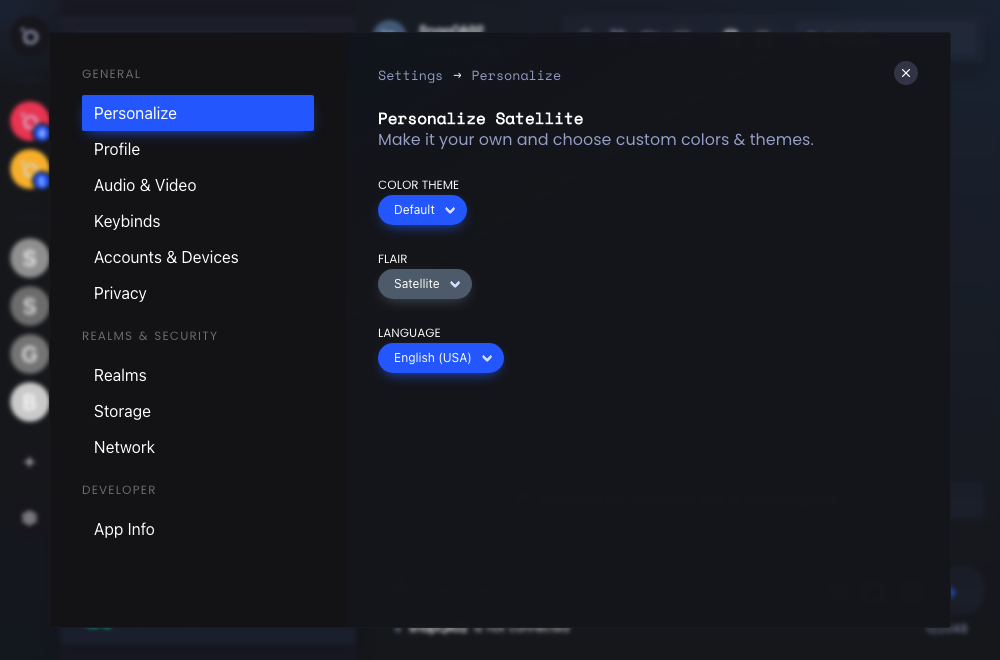 GENERAL
Personalize
Profile
Audio & Video
Keybinds
Accounts & Devices
Privacy
REALMS & SECURITY
Realms
Storage
Network
DEVELOPER
App Info
Settings → Personalize
Personalize Satellite
Make it your own and choose custom colors & themes.
COLOR THEME
Default
FLAIR
Satellite
LANGUAGE
English (USA)
S
S
G
B